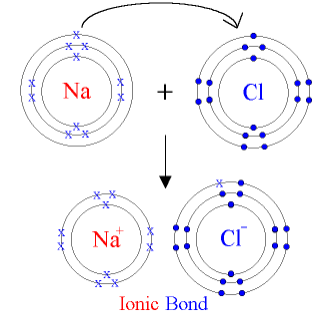 Na + Cl
Na+ Cl-
Ionic Bond